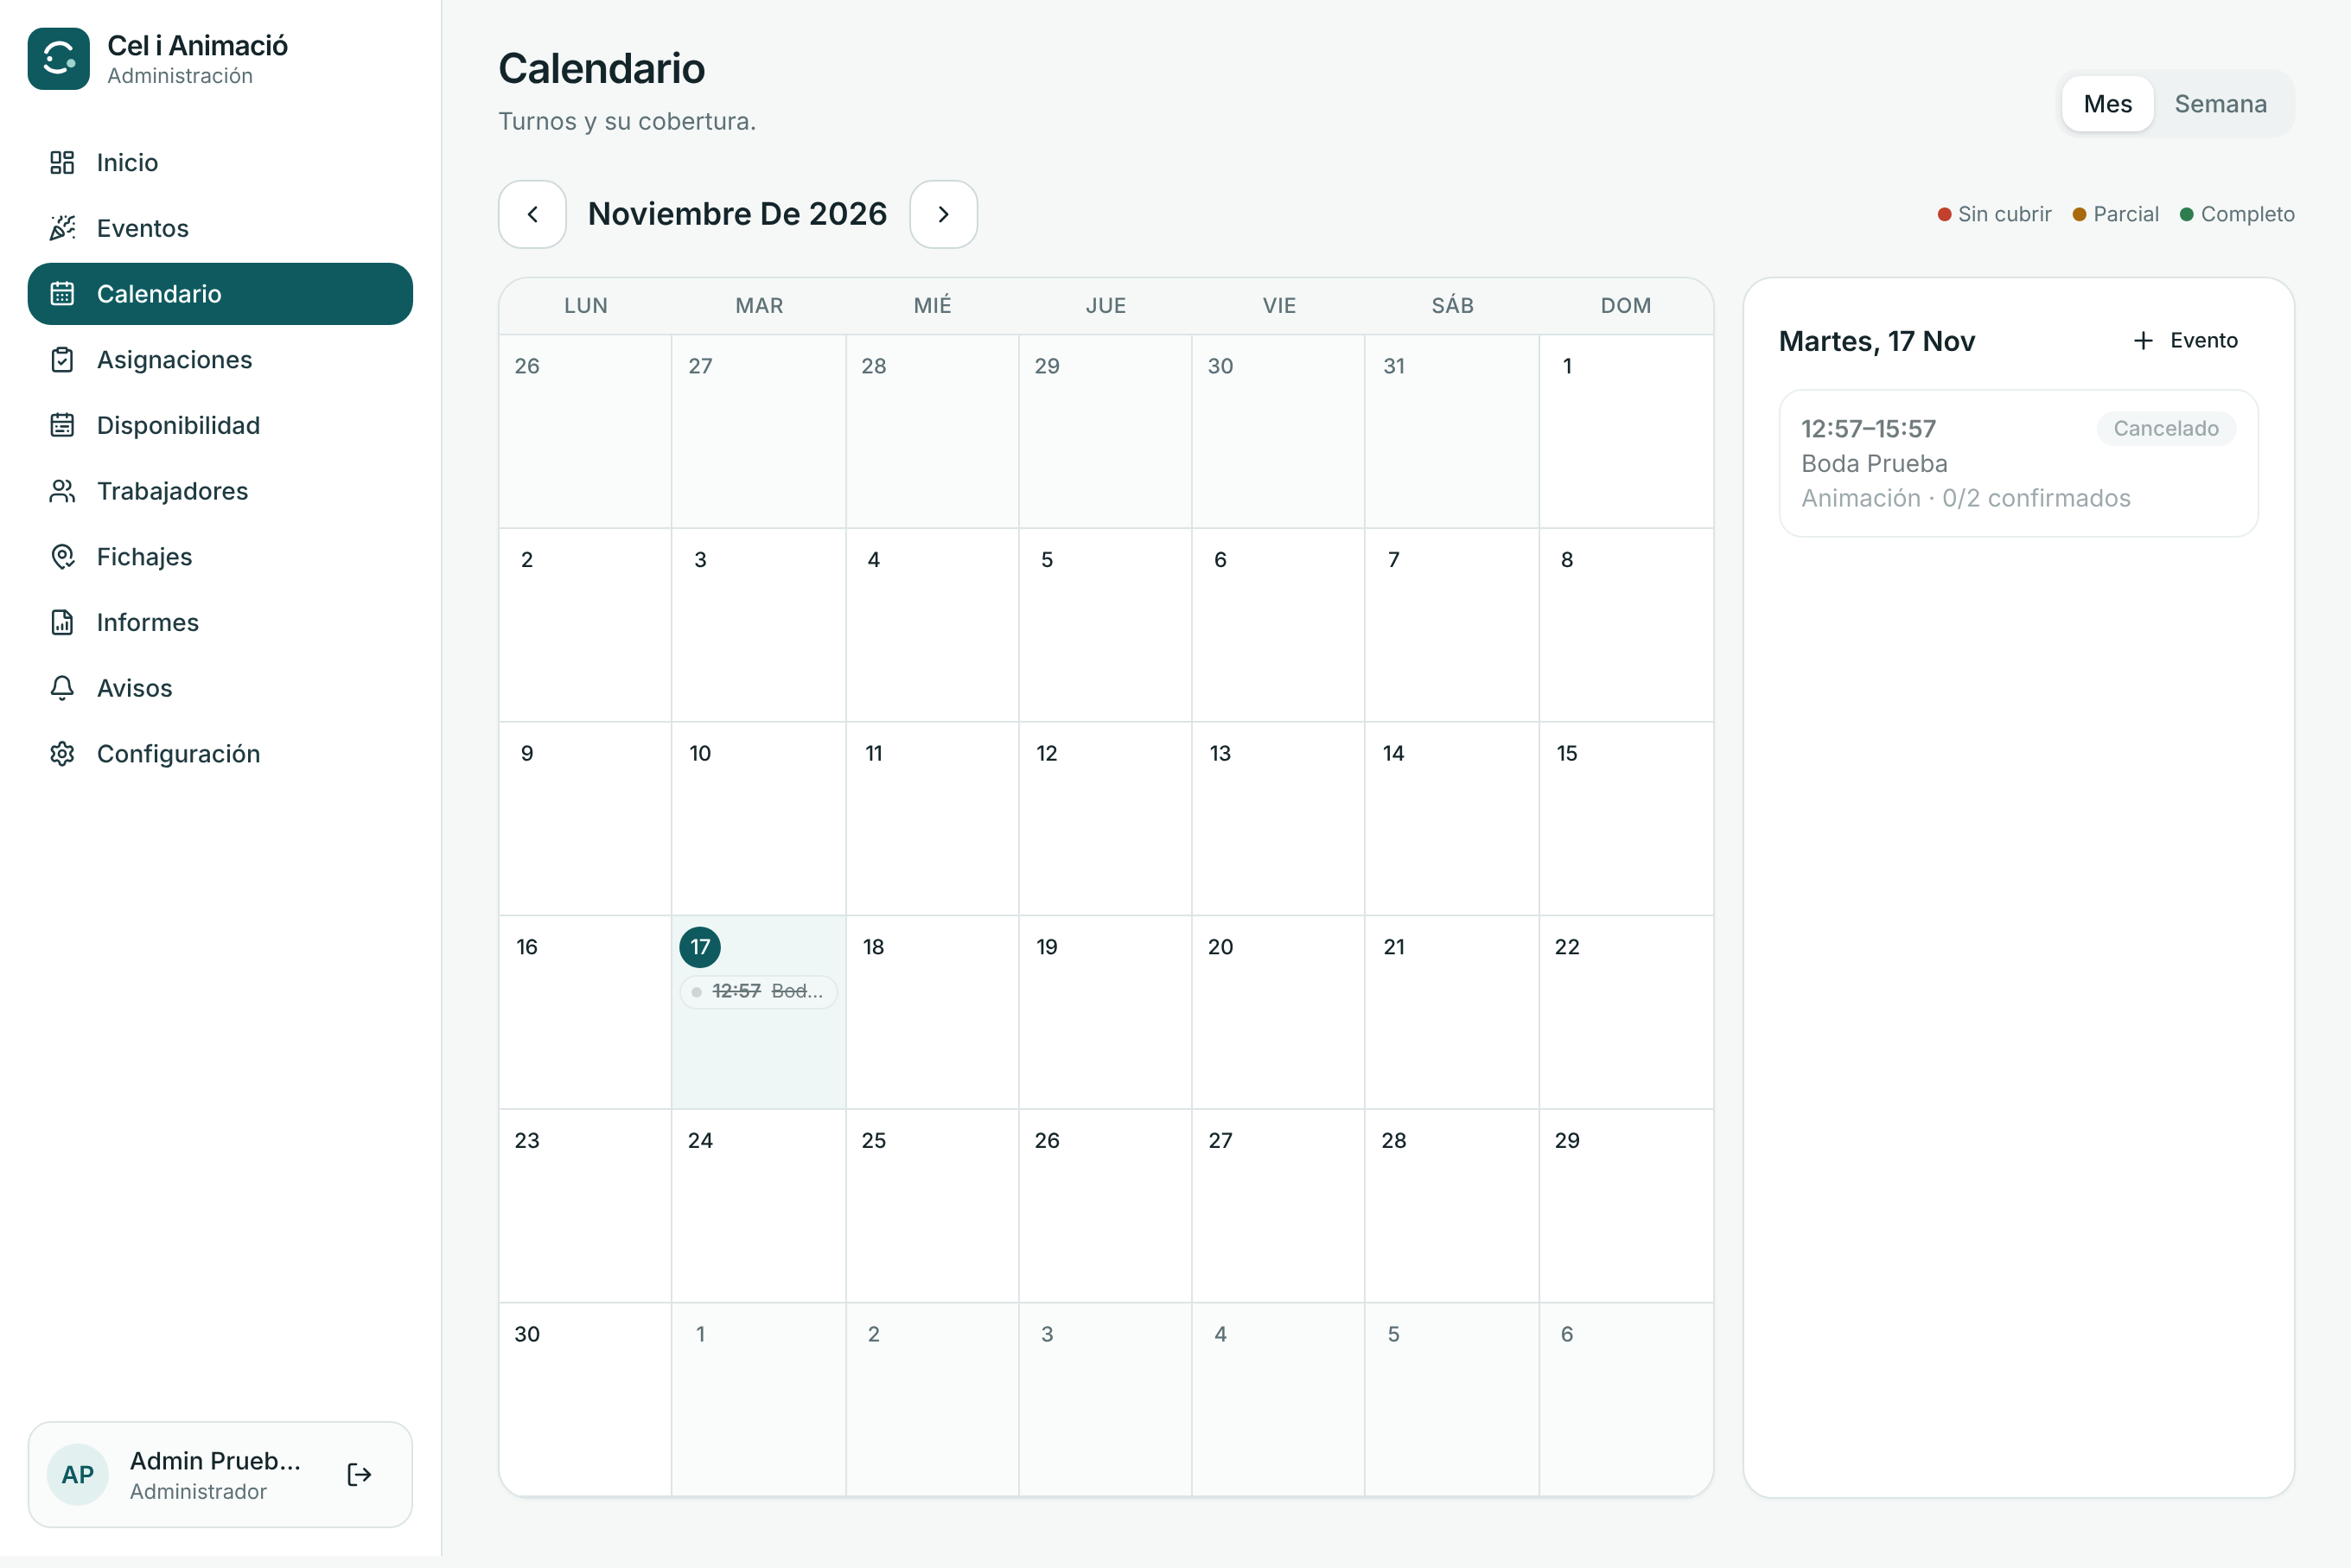 Cel i Animació
Administración
Inicio
Eventos
Calendario
Asignaciones
Disponibilidad
Trabajadores
Fichajes
Informes
Avisos
Configuración
AP
Admin Prueb...
Administrador
Calendario
Turnos y su cobertura.
Mes Semana
Noviembre De 2026
Sin cubrir Parcial Completo
LUN MAR MIÉ JUE VIE SÁB DOM
26 27 28 29 30 31 1
2 3 4 5 6 7 8
9 10 11 12 13 14 15
16 17 18 19 20 21 22
12:57 Bod...
23 24 25 26 27 28 29
30 1 2 3 4 5 6
Martes, 17 Nov
+ Evento
12:57–15:57 Cancelado
Boda Prueba
Animación · 0/2 confirmados